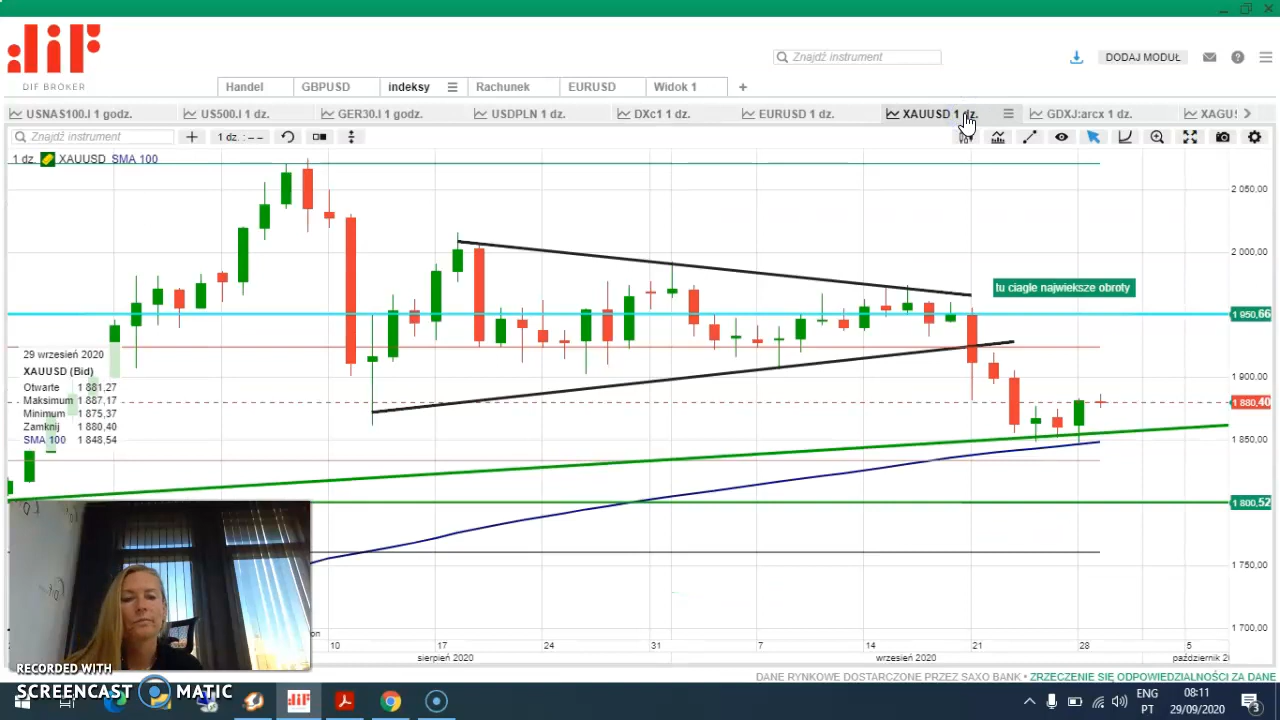 dif
DIF BROKER
Znajdź instrument
DODAJ MODUŁ
Handel
GBPUSD
indeksy
Rachunek
EURUSD
Widok 1
+
USNAS100.I 1 godz.
US500.I 1 dz.
GER30.I 1 godz.
USDPLN 1 dz.
DXc1 1 dz.
EURUSD 1 dz.
XAUUSD 1 dz.
GDXJ:arcx 1 dz.
XAGU
Znajdź instrument
1 dz. : – –
1 dz. XAUUSD SMA 100
2 050,00
2 000,00
tu ciagle najwieksze obroty
1 950,66
29 wrzesień 2020
XAUUSD (Bid)
Otwarte 1 881,27
Maksimum 1 887,17
Minimum 1 875,37
Zamknij 1 880,40
SMA 100 1 848,54
1 900,00
1 880,40
1 850,00
1 800,52
1 750,00
1 700,00
10
17
24
31
7
14
21
28
5
sierpień 2020
wrzesień 2020
październik 2
DANE RYNKOWE DOSTARCZONE PRZEZ SAXO BANK • ZRZECZENIE SIĘ ODPOWIEDZIALNOŚCI ZA DANE
RECORDED WITH
SCREENCAST MATIC
ENG
PT
08:11
29/09/2020
3